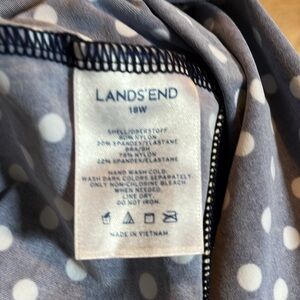 LANDS'END
18W
SHELL/OBERSTOFF
80% NYLON
20% SPANDEX/ELASTANE
BRA/BH
78% NYLON
22% SPANDEX/ELASTANE
HAND WASH COLD.
WASH DARK COLORS SEPARATELY.
ONLY NON-CHLORINE BLEACH
WHEN NEEDED.
LINE DRY.
DO NOT IRON.
MADE IN VIETNAM